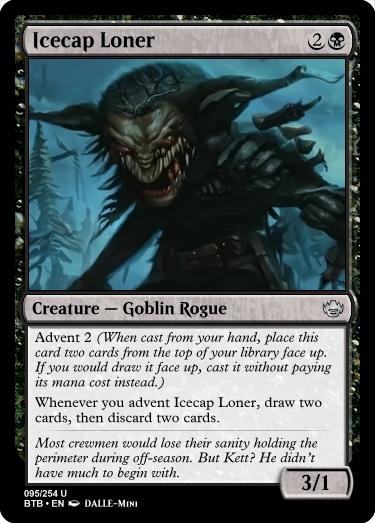 Icecap Loner 2
Creature — Goblin Rogue
Advent 2 (When cast from your hand, place this
card two cards from the top of your library face up.
If you would draw it face up, cast it without paying
its mana cost instead.)
Whenever you advent Icecap Loner, draw two
cards, then discard two cards.
Most crewmen would lose their sanity holding the
perimeter during off-season. But Kett? He didn't
have much to begin with.
3/1
095/254 U
BTB • EN DALLE-Mini